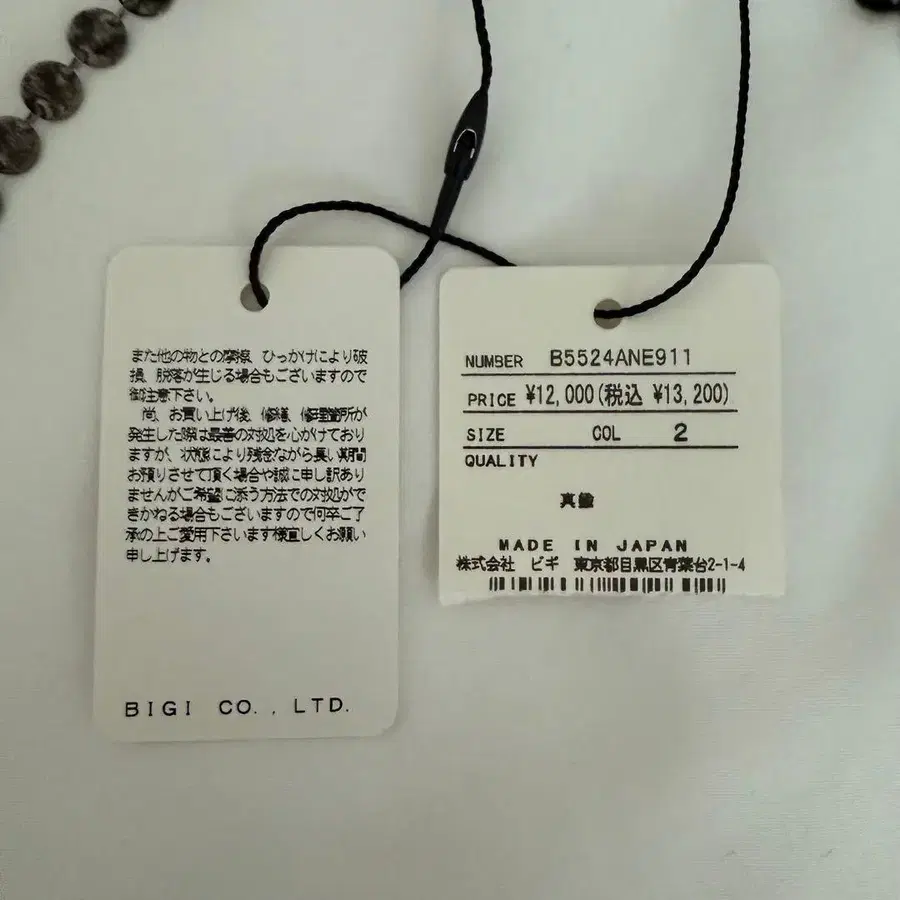 また他の物との摩擦、ひっかけにより破
損、脱落が生じる場合もございますので
御注意下さい。
尚、お買い上げ後、修繕、修理箇所が
発生した際は最善の対処を心がけており
ますが、状態により残念ながら長い期間
お預りさせて頂く場合や誠に申し訳あり
ませんがご希望に添う方法での対処がで
きかねる場合もございますので何卒ご了
承の上ご愛用下さいます様宜しくお願い
申し上げます。
BIGI CO., LTD.
NUMBER B5524ANE911
PRICE ¥12,000(税込 ¥13,200)
SIZE COL 2
QUALITY
真鍮
MADE IN JAPAN
株式会社 ビギ 東京都目黒区青葉台2-1-4